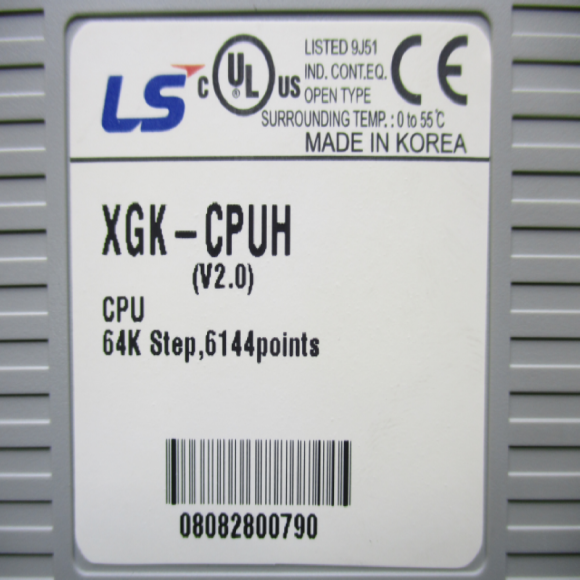 LS
C UL US
®
LISTED 9J51
IND. CONT.EQ.
OPEN TYPE
CE
SURROUNDING TEMP. : 0 to 55℃
MADE IN KOREA
XGK-CPUH
(V2.0)
CPU
64K Step,6144points
08082800790